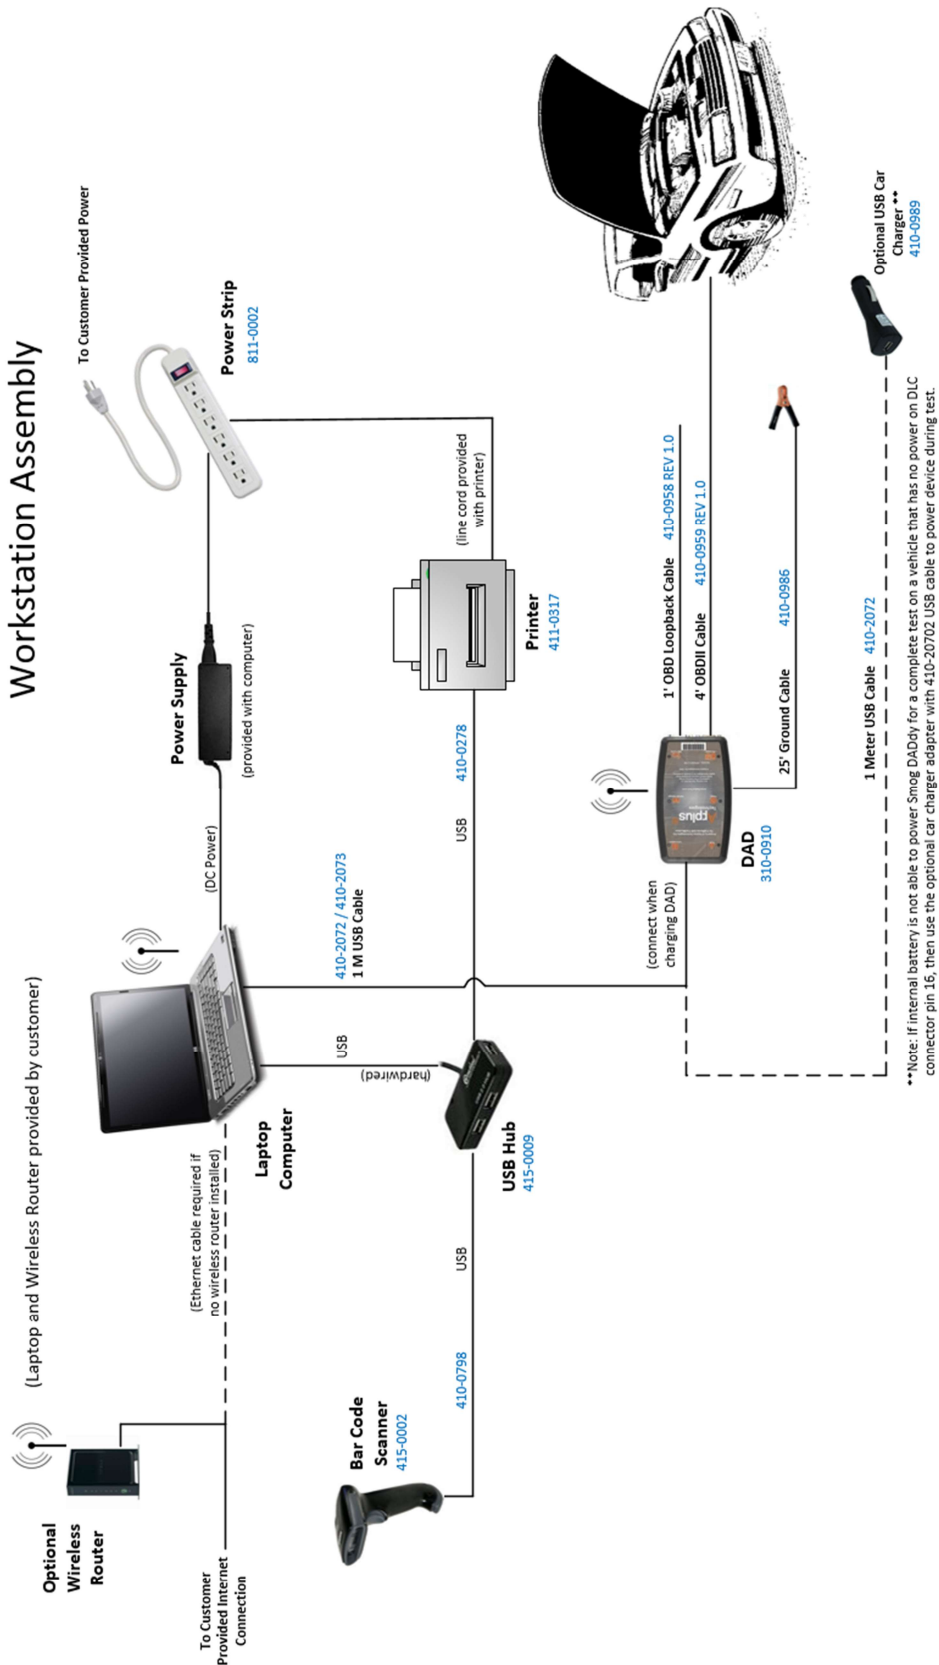 Workstation Assembly
(Laptop and Wireless Router provided by customer)
Optional
Wireless
Router
To Customer
Provided Internet
Connection
(Ethernet cable required if
no wireless router installed)
Laptop
Computer
(DC Power)
Power Supply
(provided with computer)
To Customer Provided Power
Power Strip
811-0002
410-2072 / 410-2073
1 M USB Cable
USB
(hardwired)
Bar Code
Scanner
415-0002
410-0798
USB
USB Hub
415-0009
USB
410-0278
Printer
411-0317
(line cord provided
with printer)
(connect when
charging DAD)
Applus
DAD
310-0910
1' OBD Loopback Cable 410-0958 REV 1.0
4' OBDII Cable 410-0959 REV 1.0
25' Ground Cable 410-0986
1 Meter USB Cable 410-2072
Optional USB Car
Charger **
410-0989
**Note: If internal battery is not able to power Smog DADdy for a complete test on a vehicle that has no power on DLC
connector pin 16, then use the optional car charger adapter with 410-20702 USB cable to power device during test.